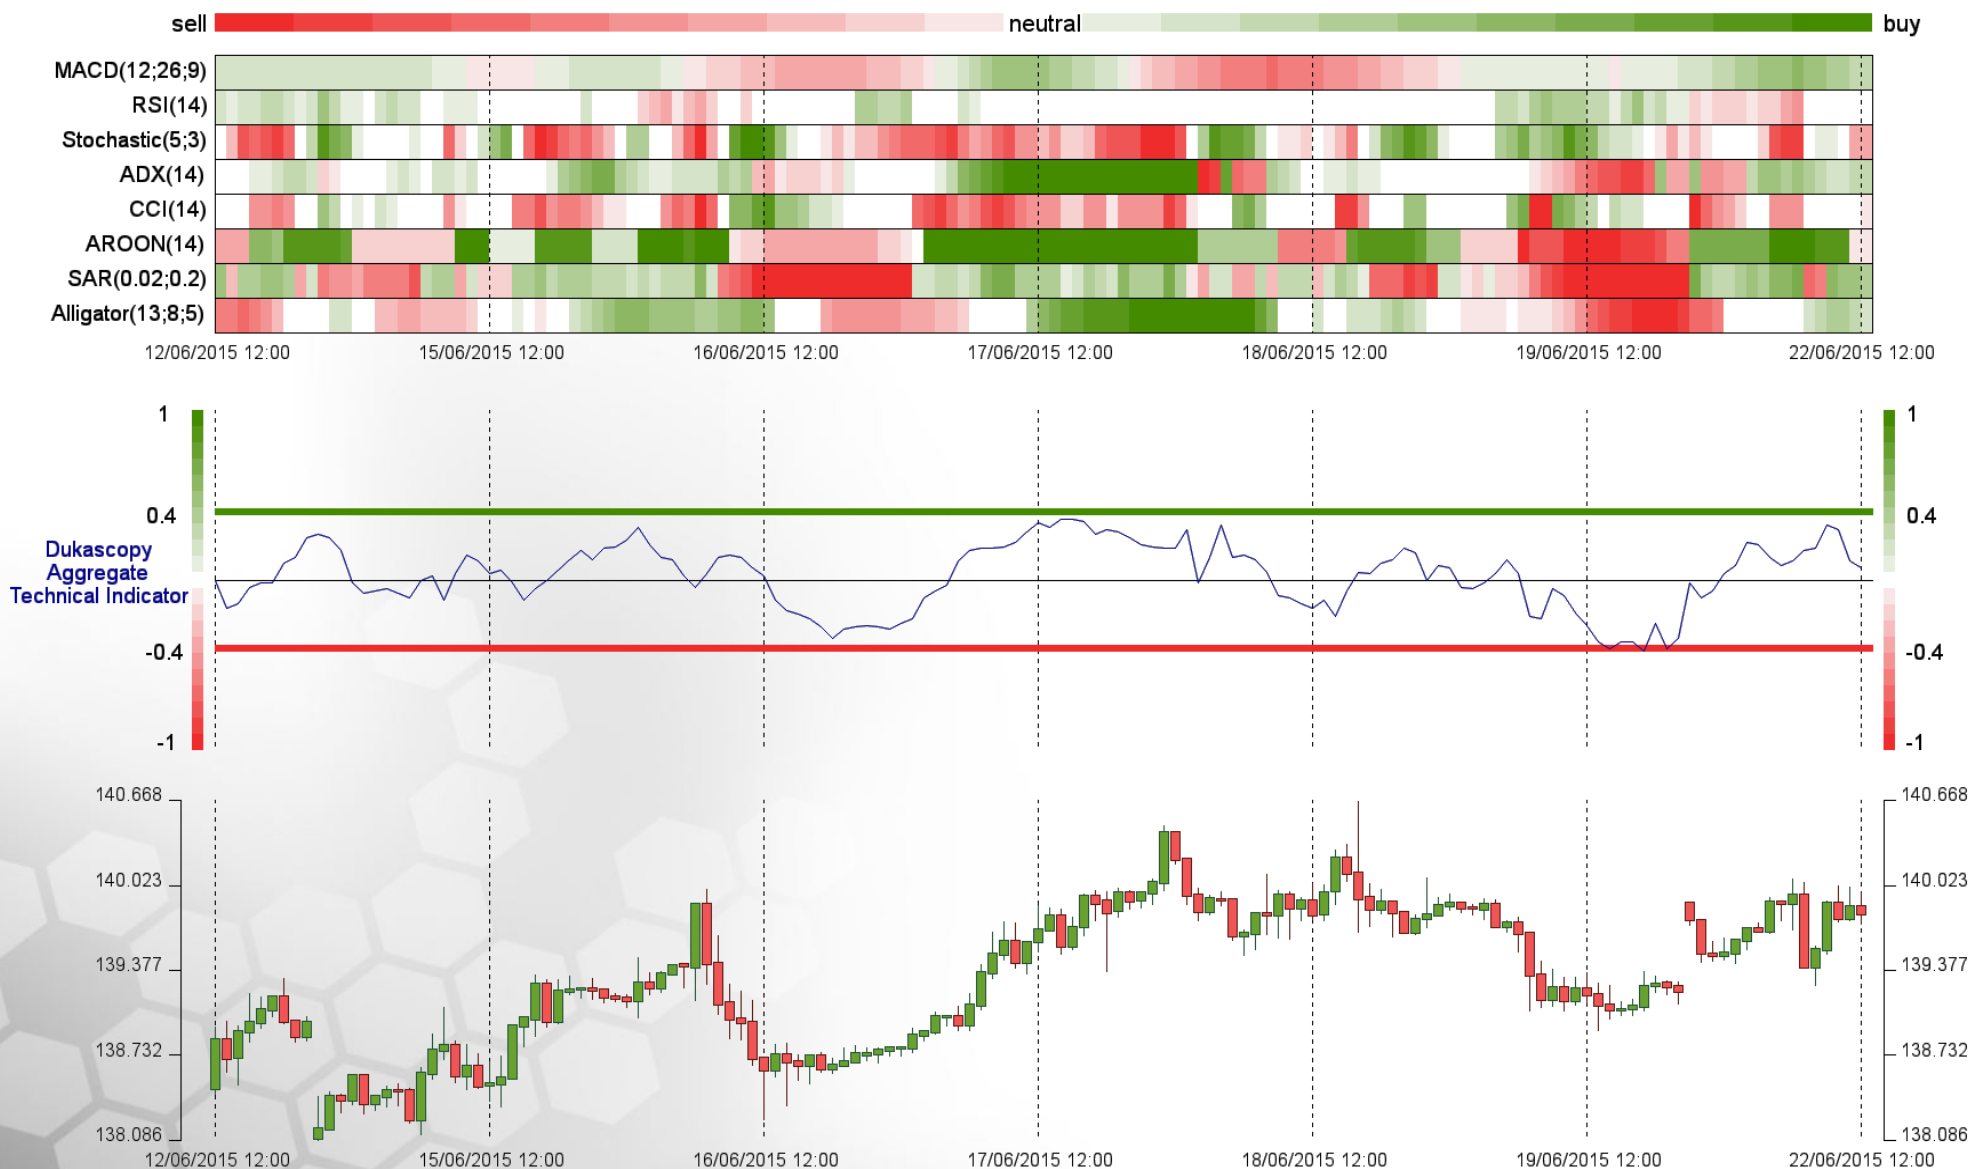 sell neutral buy
MACD(12;26;9)
RSI(14)
Stochastic(5;3)
ADX(14)
CCI(14)
AROON(14)
SAR(0.02;0.2)
Alligator(13;8;5)
12/06/2015 12:00 15/06/2015 12:00 16/06/2015 12:00 17/06/2015 12:00 18/06/2015 12:00 19/06/2015 12:00 22/06/2015 12:00
1 1
0.4 0.4
Dukascopy
Aggregate
Technical Indicator
-0.4 -0.4
-1 -1
140.668 140.668
140.023 140.023
139.377 139.377
138.732 138.732
138.086 138.086
12/06/2015 12:00 15/06/2015 12:00 16/06/2015 12:00 17/06/2015 12:00 18/06/2015 12:00 19/06/2015 12:00 22/06/2015 12:00